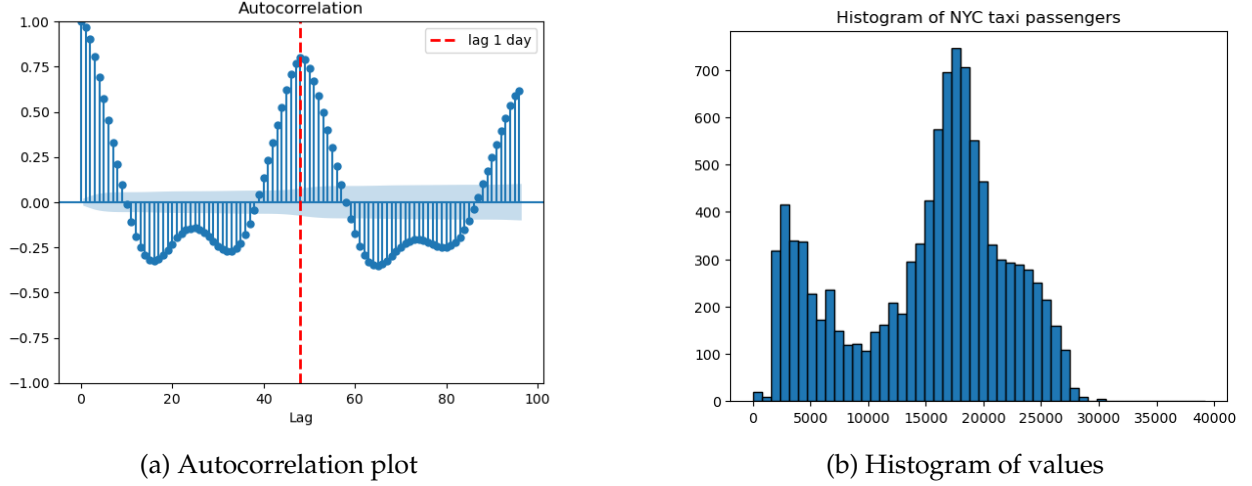 Autocorrelation
1.00
0.75
0.50
0.25
0.00
−0.25
−0.50
−0.75
−1.00
0 20 40 60 80 100
Lag
lag 1 day
(a) Autocorrelation plot
Histogram of NYC taxi passengers
700
600
500
400
300
200
100
0
0 5000 10000 15000 20000 25000 30000 35000 40000
(b) Histogram of values